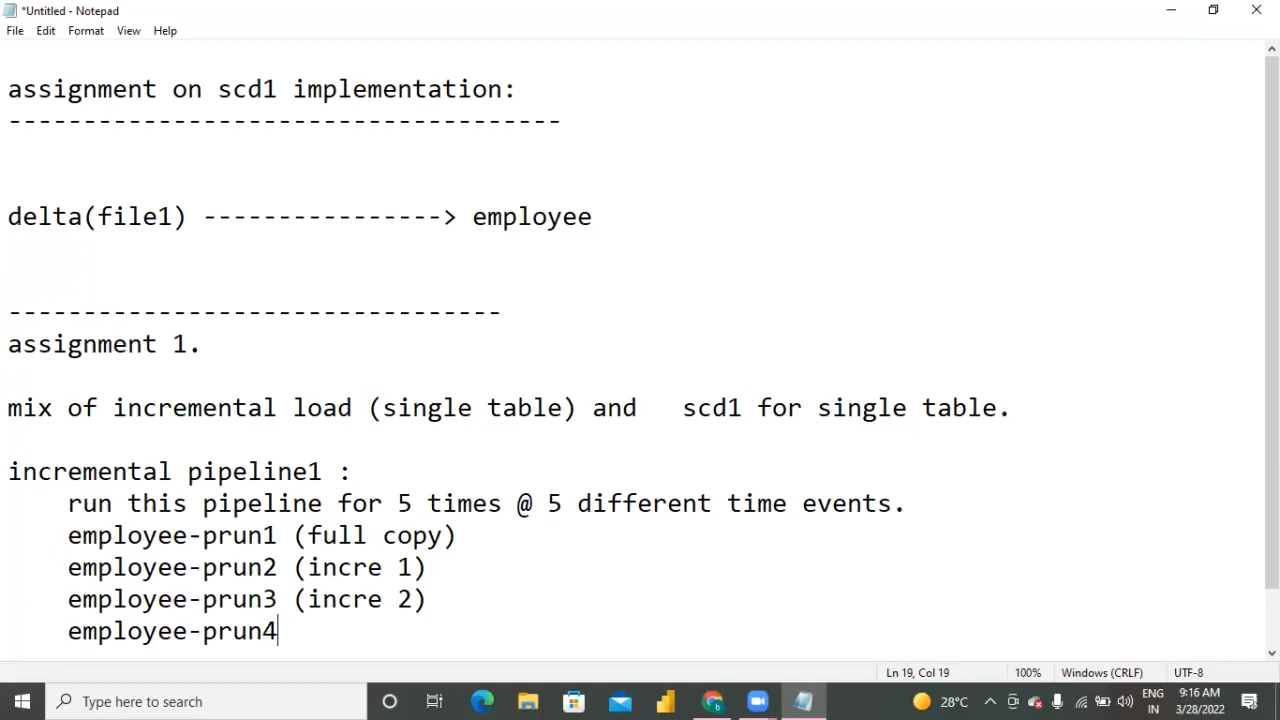 *Untitled - Notepad
File Edit Format View Help
assignment on scd1 implementation:
-------------------------------------
delta(file1) ----------------> employee
---------------------------------
assignment 1.
mix of incremental load (single table) and   scd1 for single table.
incremental pipeline1 :
run this pipeline for 5 times @ 5 different time events.
employee-prun1 (full copy)
employee-prun2 (incre 1)
employee-prun3 (incre 2)
employee-prun4
Ln 19, Col 19 100% Windows (CRLF) UTF-8
Type here to search 28°C ENG 9:16 AM
IN 3/28/2022